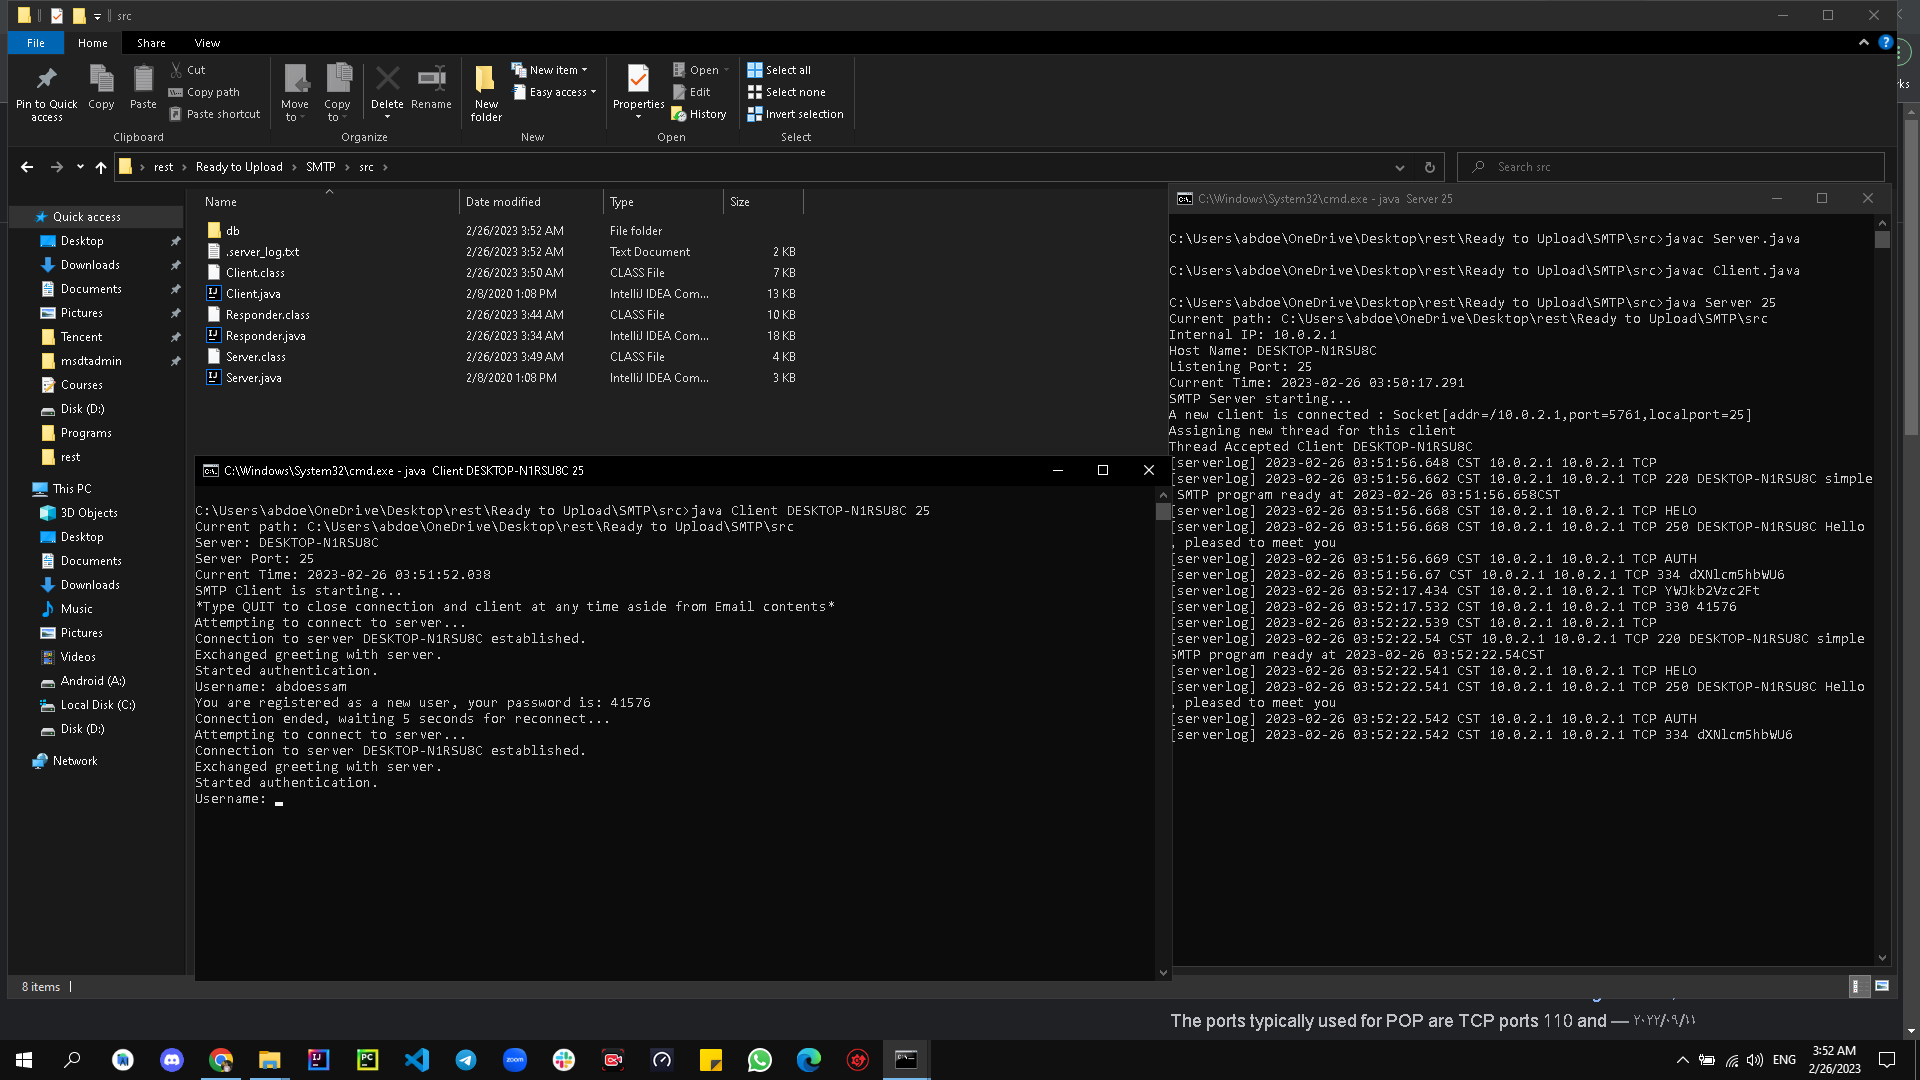 src
File Home Share View
Pin to Quick access
Copy
Paste
Cut
Copy path
Paste shortcut
Clipboard
Move to
Copy to
Delete
Rename
Organize
New folder
New item
Easy access
New
Properties
Open
Edit
History
Open
Select all
Select none
Invert selection
Select
rks
rest › Ready to Upload › SMTP › src ›
Search src
Quick access
Desktop
Downloads
Documents
Pictures
Tencent
msdtadmin
Courses
Disk (D:)
Programs
rest
This PC
3D Objects
Desktop
Documents
Downloads
Music
Pictures
Videos
Android (A:)
Local Disk (C:)
Disk (D:)
Network
Name Date modified Type Size
db 2/26/2023 3:52 AM File folder
.server_log.txt 2/26/2023 3:52 AM Text Document 2 KB
Client.class 2/26/2023 3:50 AM CLASS File 7 KB
Client.java 2/8/2020 1:08 PM IntelliJ IDEA Com... 13 KB
Responder.class 2/26/2023 3:44 AM CLASS File 10 KB
Responder.java 2/26/2023 3:34 AM IntelliJ IDEA Com... 18 KB
Server.class 2/26/2023 3:49 AM CLASS File 4 KB
Server.java 2/8/2020 1:08 PM IntelliJ IDEA Com... 3 KB
C:\Windows\System32\cmd.exe - java Client DESKTOP-N1RSU8C 25
C:\Users\abdoe\OneDrive\Desktop\rest\Ready to Upload\SMTP\src>java Client DESKTOP-N1RSU8C 25
Current path: C:\Users\abdoe\OneDrive\Desktop\rest\Ready to Upload\SMTP\src
Server: DESKTOP-N1RSU8C
Server Port: 25
Current Time: 2023-02-26 03:51:52.038
SMTP Client is starting...
*Type QUIT to close connection and client at any time aside from Email contents*
Attempting to connect to server...
Connection to server DESKTOP-N1RSU8C established.
Exchanged greeting with server.
Started authentication.
Username: abdoessam
You are registered as a new user, your password is: 41576
Connection ended, waiting 5 seconds for reconnect...
Attempting to connect to server...
Connection to server DESKTOP-N1RSU8C established.
Exchanged greeting with server.
Started authentication.
Username:
C:\Windows\System32\cmd.exe - java Server 25
C:\Users\abdoe\OneDrive\Desktop\rest\Ready to Upload\SMTP\src>javac Server.java
C:\Users\abdoe\OneDrive\Desktop\rest\Ready to Upload\SMTP\src>javac Client.java
C:\Users\abdoe\OneDrive\Desktop\rest\Ready to Upload\SMTP\src>java Server 25
Current path: C:\Users\abdoe\OneDrive\Desktop\rest\Ready to Upload\SMTP\src
Internal IP: 10.0.2.1
Host Name: DESKTOP-N1RSU8C
Listening Port: 25
Current Time: 2023-02-26 03:50:17.291
SMTP Server starting...
A new client is connected : Socket[addr=/10.0.2.1,port=5761,localport=25]
Assigning new thread for this client
Thread Accepted Client DESKTOP-N1RSU8C
[serverlog] 2023-02-26 03:51:56.648 CST 10.0.2.1 10.0.2.1 TCP
[serverlog] 2023-02-26 03:51:56.662 CST 10.0.2.1 10.0.2.1 TCP 220 DESKTOP-N1RSU8C simple
SMTP program ready at 2023-02-26 03:51:56.658CST
[serverlog] 2023-02-26 03:51:56.668 CST 10.0.2.1 10.0.2.1 TCP HELO
[serverlog] 2023-02-26 03:51:56.668 CST 10.0.2.1 10.0.2.1 TCP 250 DESKTOP-N1RSU8C Hello
, pleased to meet you
[serverlog] 2023-02-26 03:51:56.669 CST 10.0.2.1 10.0.2.1 TCP AUTH
[serverlog] 2023-02-26 03:51:56.67 CST 10.0.2.1 10.0.2.1 TCP 334 dXNlcm5hbWU6
[serverlog] 2023-02-26 03:52:17.434 CST 10.0.2.1 10.0.2.1 TCP YWJkb2Vzc2Ft
[serverlog] 2023-02-26 03:52:17.532 CST 10.0.2.1 10.0.2.1 TCP 330 41576
[serverlog] 2023-02-26 03:52:22.539 CST 10.0.2.1 10.0.2.1 TCP
[serverlog] 2023-02-26 03:52:22.54 CST 10.0.2.1 10.0.2.1 TCP 220 DESKTOP-N1RSU8C simple
SMTP program ready at 2023-02-26 03:52:22.54CST
[serverlog] 2023-02-26 03:52:22.541 CST 10.0.2.1 10.0.2.1 TCP HELO
[serverlog] 2023-02-26 03:52:22.541 CST 10.0.2.1 10.0.2.1 TCP 250 DESKTOP-N1RSU8C Hello
, pleased to meet you
[serverlog] 2023-02-26 03:52:22.542 CST 10.0.2.1 10.0.2.1 TCP AUTH
[serverlog] 2023-02-26 03:52:22.542 CST 10.0.2.1 10.0.2.1 TCP 334 dXNlcm5hbWU6
8 items
The ports typically used for POP are TCP ports 110 and — ٢٠٢٢/٠٩/١١
ENG
3:52 AM
2/26/2023